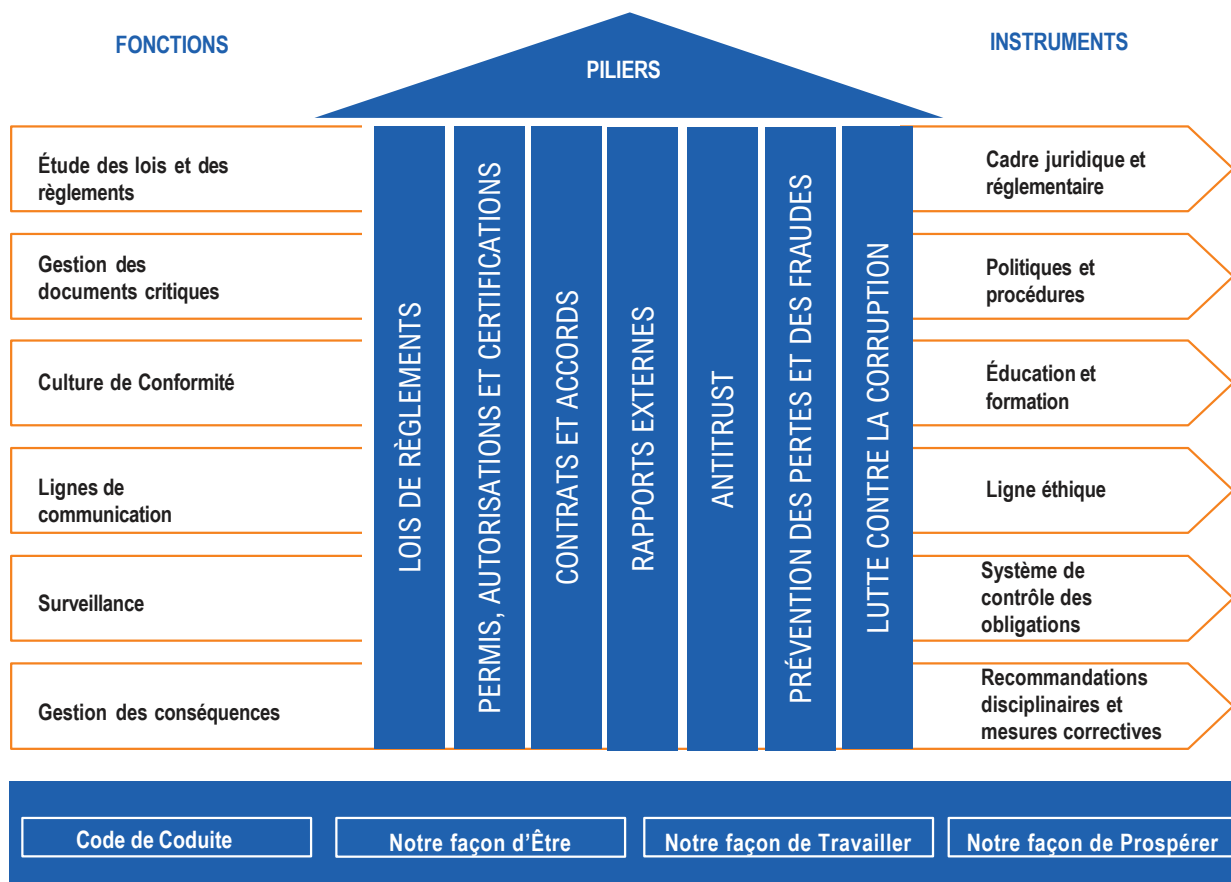 FONCTIONS
PILIERS
INSTRUMENTS
Étude des lois et des
règlements
Gestion des
documents critiques
Culture de Conformité
Lignes de
communication
Surveillance
Gestion des conséquences
LOIS DE RÈGLEMENTS
PERMIS, AUTORISATIONS ET CERTIFICATIONS
CONTRATS ET ACCORDS
RAPPORTS EXTERNES
ANTITRUST
PRÉVENTION DES PERTES ET DES FRAUDES
LUTTE CONTRE LA CORRUPTION
Cadre juridique et
réglementaire
Politiques et
procédures
Éducation et
formation
Ligne éthique
Système de
contrôle des
obligations
Recommandations
disciplinaires et
mesures correctives
Code de Coduite
Notre façon d'Être
Notre façon de Travailler
Notre façon de Prospérer